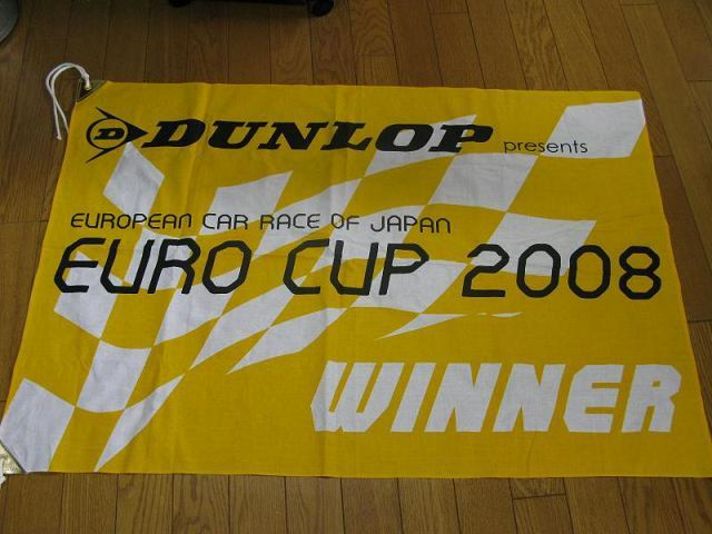 D DUNLOP presents
EUROPEAN CAR RACE OF JAPAN
EURO CUP 2008
WINNER